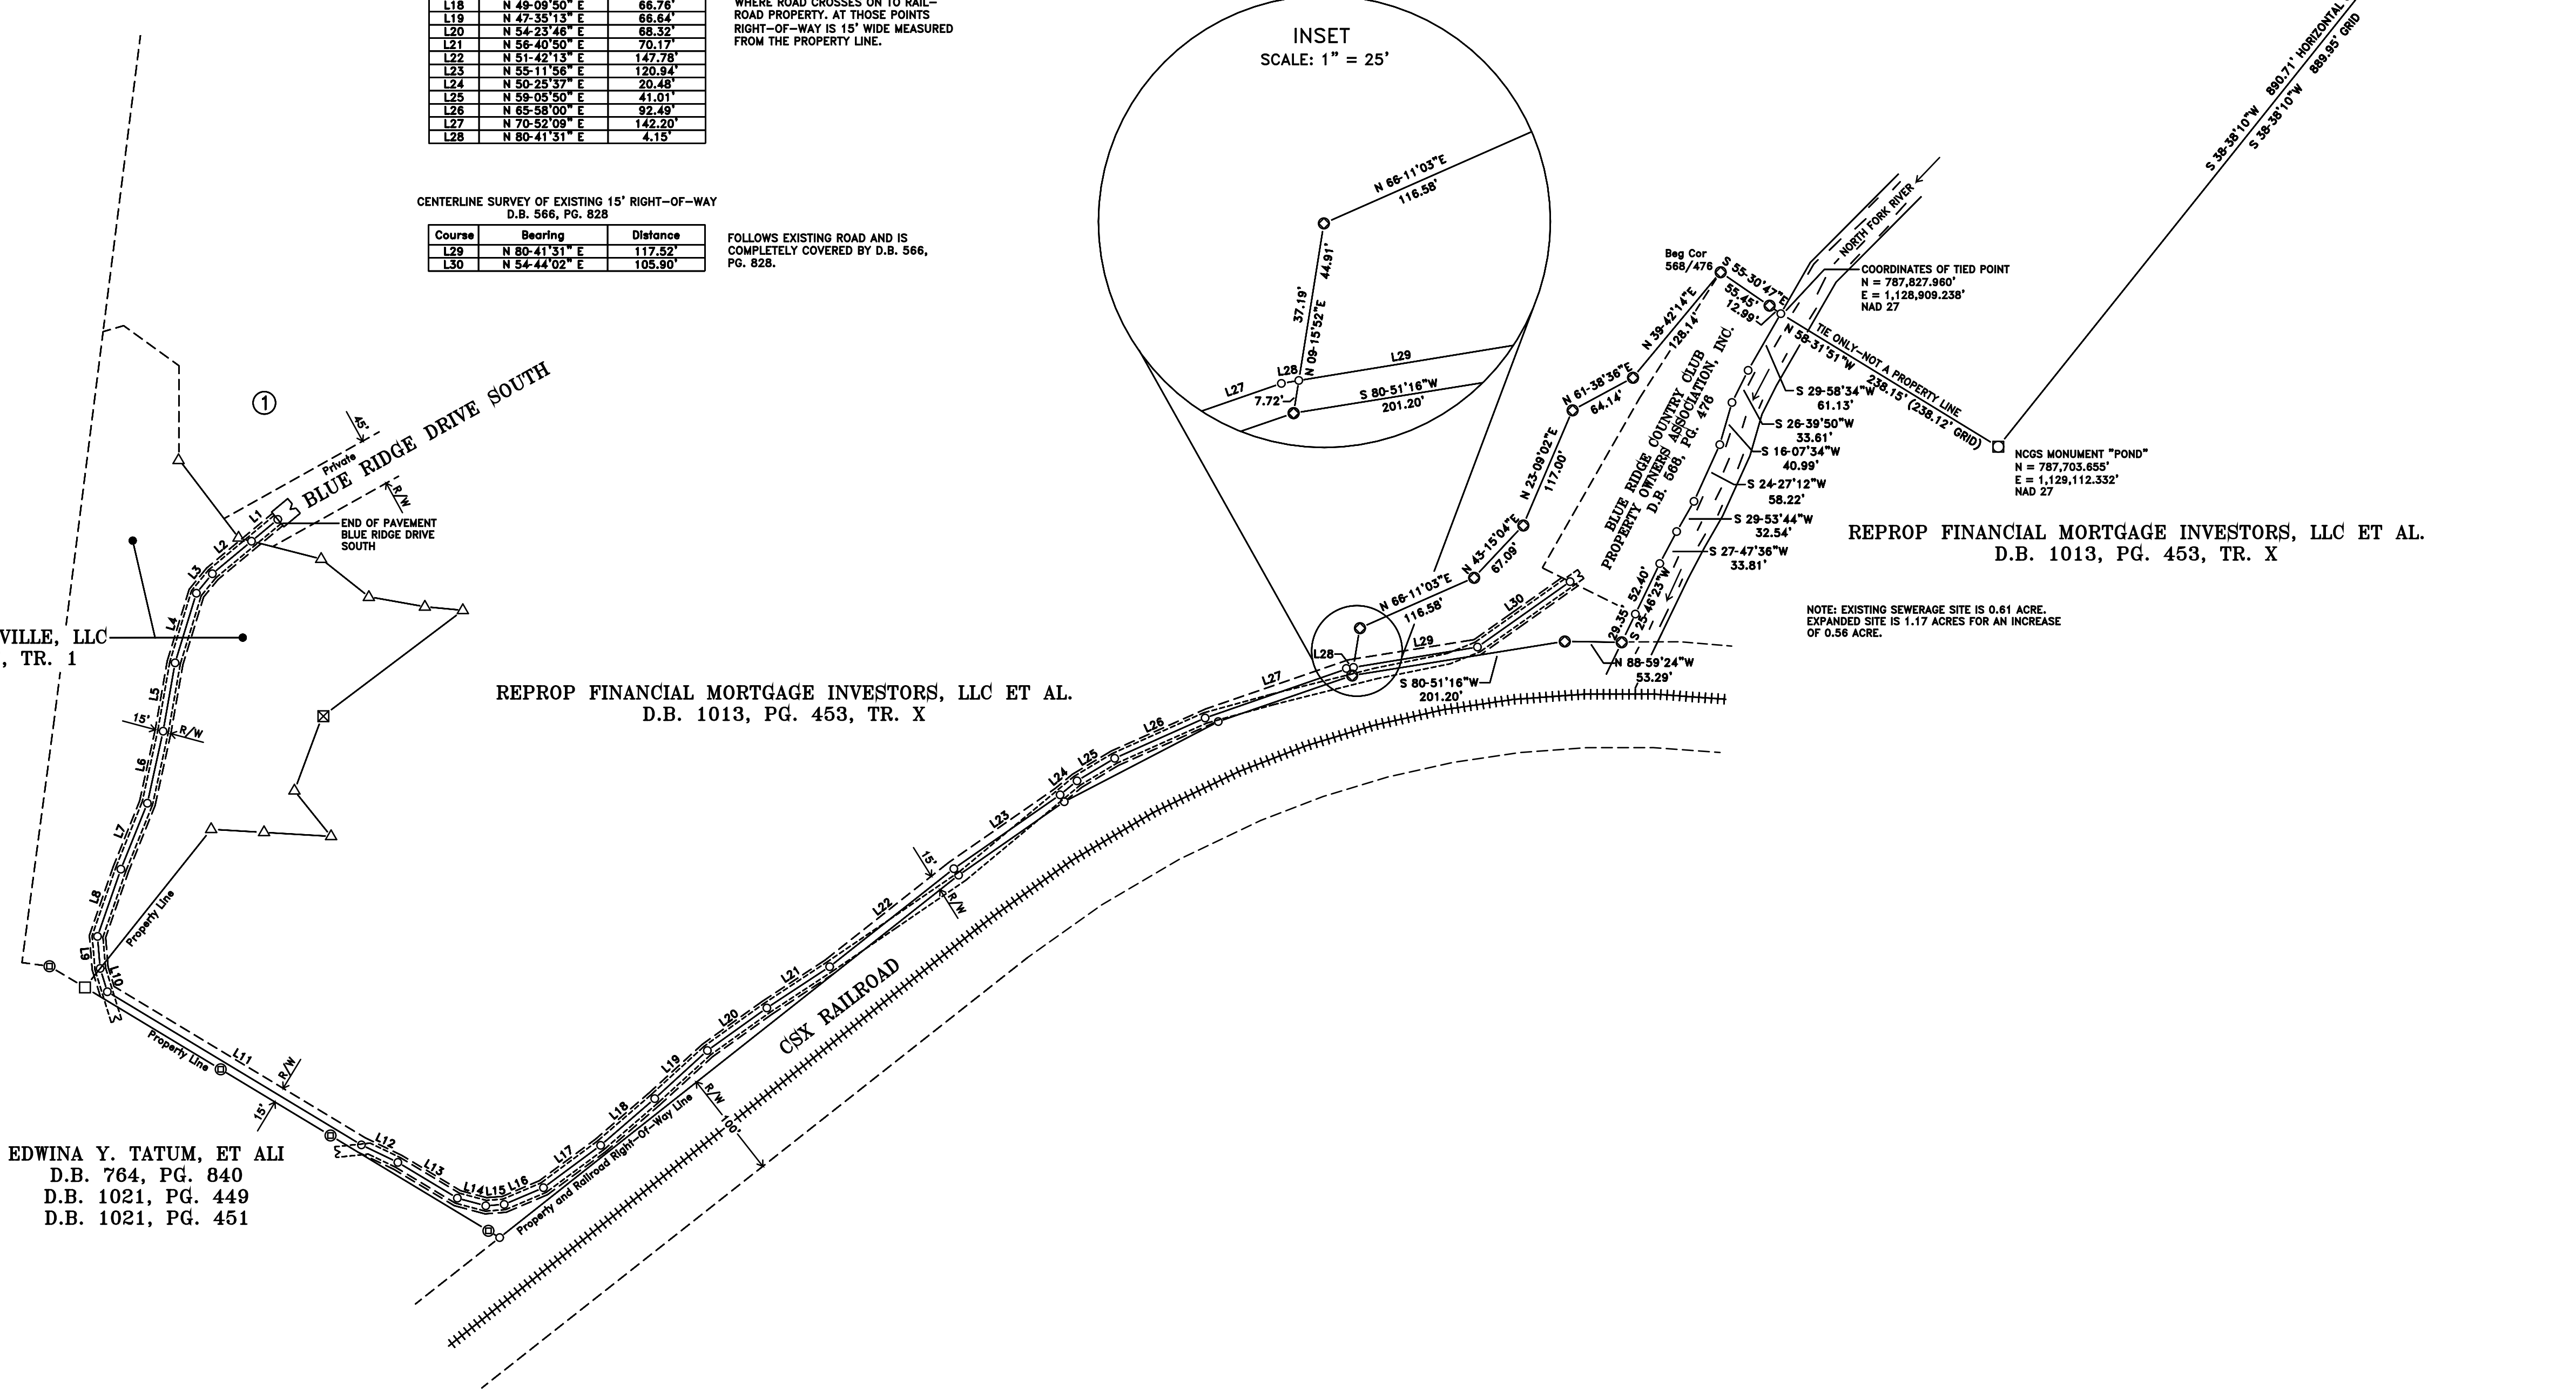 L18 N 49-09'50" E 66.76'
L19 N 47-35'13" E 66.64'
L20 N 54-23'46" E 68.32'
L21 N 56-40'50" E 70.17'
L22 N 51-42'13" E 147.78'
L23 N 55-11'56" E 120.94'
L24 N 50-25'37" E 20.48'
L25 N 59-05'50" E 41.01'
L26 N 65-58'00" E 92.49'
L27 N 70-52'09" E 142.20'
L28 N 80-41'31" E 4.15'
WHERE ROAD CROSSES ON TO RAIL-
ROAD PROPERTY. AT THOSE POINTS
RIGHT-OF-WAY IS 15' WIDE MEASURED
FROM THE PROPERTY LINE.
CENTERLINE SURVEY OF EXISTING 15' RIGHT-OF-WAY
D.B. 566, PG. 828
Course Bearing Distance
L29 N 80-41'31" E 117.52'
L30 N 54-44'02" E 105.90'
FOLLOWS EXISTING ROAD AND IS
COMPLETELY COVERED BY D.B. 566,
PG. 828.
INSET
SCALE: 1" = 25'
N 66-11'03"E
116.58'
44.91'
37.19'
N 09-15'52"E
L28
L29
L27
7.72'
S 80-51'16"W
201.20'
S 38-38'10"W 890.71' HORIZONTAL
S 38-38'10"W 889.95' GRID
NORTH FORK RIVER
Beg Cor
568/476
S 55-30'47"E
55.45'
12.99'
COORDINATES OF TIED POINT
N = 787,827.960'
E = 1,128,909.238'
NAD 27
TIE ONLY-NOT A PROPERTY LINE
N 58-31'51"W 238.15' (238.12' GRID)
NCGS MONUMENT "POND"
N = 787,703.655'
E = 1,129,112.332'
NAD 27
N 39-42'14"E
128.14'
N 61-38'36"E
64.14'
N 23-09'02"E
117.00'
N 43-15'04"E
67.09'
N 66-11'03"E
116.58'
BLUE RIDGE COUNTRY CLUB
PROPERTY OWNERS ASSOCIATION, INC.
D.B. 568, PG. 476
S 29-58'34"W
61.13'
S 26-39'50"W
33.61'
S 16-07'34"W
40.99'
S 24-27'12"W
58.22'
S 29-53'44"W
32.54'
S 27-47'36"W
33.81'
52.40'
29.35'
S 25-46'23"W
N 88-59'24"W
53.29'
S 80-51'16"W
201.20'
REPROP FINANCIAL MORTGAGE INVESTORS, LLC ET AL.
D.B. 1013, PG. 453, TR. X
NOTE: EXISTING SEWERAGE SITE IS 0.61 ACRE.
EXPANDED SITE IS 1.17 ACRES FOR AN INCREASE
OF 0.56 ACRE.
1
45'
Private
BLUE RIDGE DRIVE SOUTH
R/W
END OF PAVEMENT
BLUE RIDGE DRIVE
SOUTH
VILLE, LLC
, TR. 1
REPROP FINANCIAL MORTGAGE INVESTORS, LLC ET AL.
D.B. 1013, PG. 453, TR. X
L1
L2
L3
L4
L5
15'
R/W
L6
L7
L8
Property Line
L9
L10
Property Line
L11
R/W
15'
L12
L13
L14
L15
L16
L17
L18
L19
L20
L21
L22
15'
R/W
L23
L24
L25
L26
L27
L28
L29
L30
Property and Railroad Right-Of-Way Line
R/W
100'
CSX RAILROAD
EDWINA Y. TATUM, ET ALI
D.B. 764, PG. 840
D.B. 1021, PG. 449
D.B. 1021, PG. 451